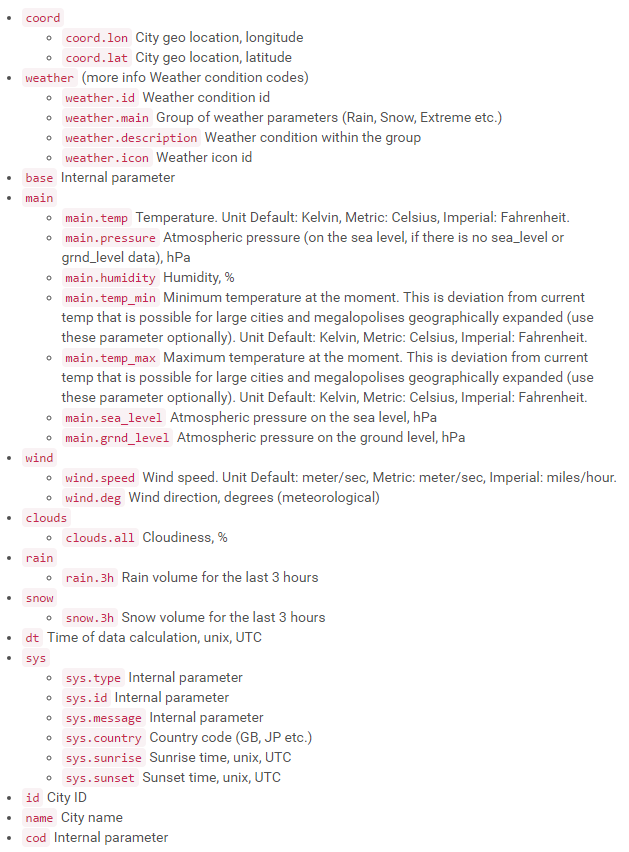 coord
coord.lon City geo location, longitude
coord.lat City geo location, latitude
weather (more info Weather condition codes)
weather.id Weather condition id
weather.main Group of weather parameters (Rain, Snow, Extreme etc.)
weather.description Weather condition within the group
weather.icon Weather icon id
base Internal parameter
main
main.temp Temperature. Unit Default: Kelvin, Metric: Celsius, Imperial: Fahrenheit.
main.pressure Atmospheric pressure (on the sea level, if there is no sea_level or
grnd_level data), hPa
main.humidity Humidity, %
main.temp_min Minimum temperature at the moment. This is deviation from current
temp that is possible for large cities and megalopolises geographically expanded (use
these parameter optionally). Unit Default: Kelvin, Metric: Celsius, Imperial: Fahrenheit.
main.temp_max Maximum temperature at the moment. This is deviation from current
temp that is possible for large cities and megalopolises geographically expanded (use
these parameter optionally). Unit Default: Kelvin, Metric: Celsius, Imperial: Fahrenheit.
main.sea_level Atmospheric pressure on the sea level, hPa
main.grnd_level Atmospheric pressure on the ground level, hPa
wind
wind.speed Wind speed. Unit Default: meter/sec, Metric: meter/sec, Imperial: miles/hour.
wind.deg Wind direction, degrees (meteorological)
clouds
clouds.all Cloudiness, %
rain
rain.3h Rain volume for the last 3 hours
snow
snow.3h Snow volume for the last 3 hours
dt Time of data calculation, unix, UTC
sys
sys.type Internal parameter
sys.id Internal parameter
sys.message Internal parameter
sys.country Country code (GB, JP etc.)
sys.sunrise Sunrise time, unix, UTC
sys.sunset Sunset time, unix, UTC
id City ID
name City name
cod Internal parameter